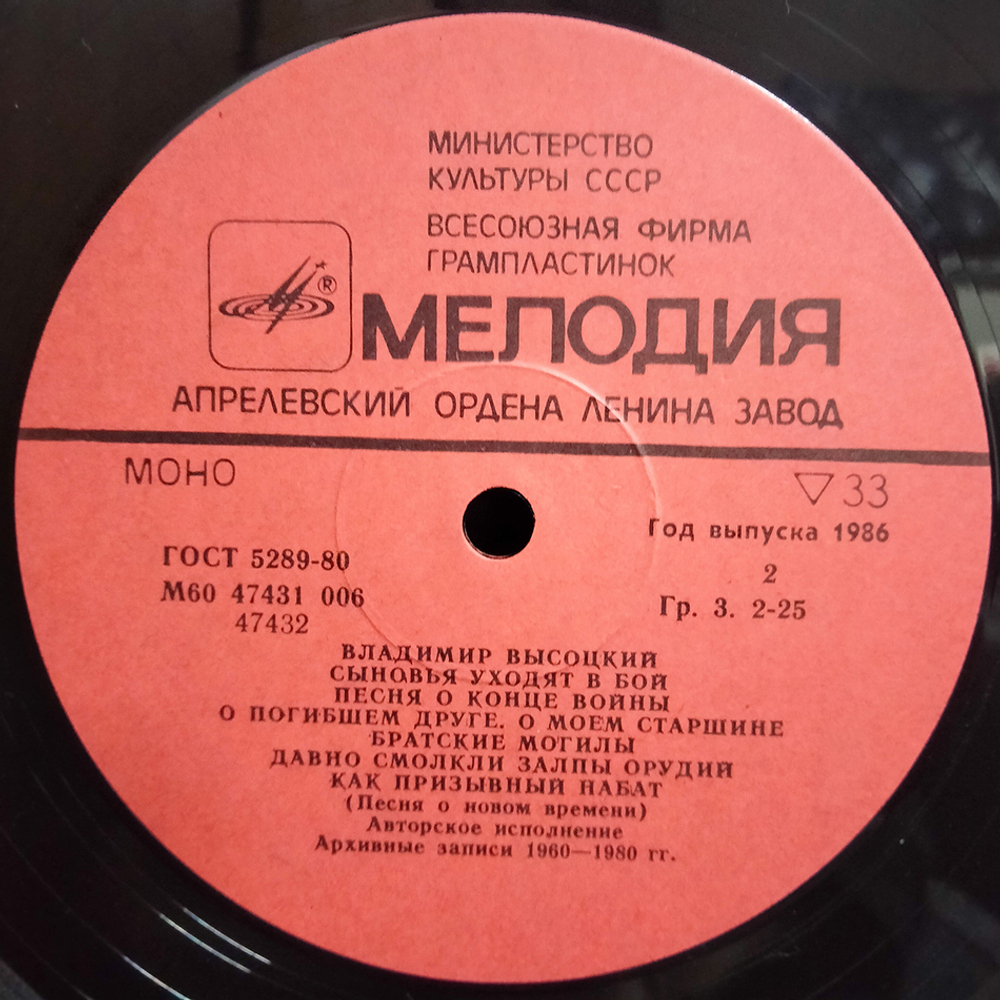 МИНИСТЕРСТВО
КУЛЬТУРЫ СССР
ВСЕСОЮЗНАЯ ФИРМА
ГРАМПЛАСТИНОК
®
МЕЛОДИЯ
АПРЕЛЕВСКИЙ ОРДЕНА ЛЕНИНА ЗАВОД
МОНО
▽33
Год выпуска 1986
ГОСТ 5289-80
2
М60 47431 006
Гр. 3. 2-25
47432
ВЛАДИМИР ВЫСОЦКИЙ
СЫНОВЬЯ УХОДЯТ В БОЙ
ПЕСНЯ О КОНЦЕ ВОЙНЫ
О ПОГИБШЕМ ДРУГЕ. О МОЕМ СТАРШИНЕ
БРАТСКИЕ МОГИЛЫ
ДАВНО СМОЛКЛИ ЗАЛПЫ ОРУДИЙ
КАК ПРИЗЫВНЫЙ НАБАТ
(Песня о новом времени)
Авторское исполнение
Архивные записи 1960—1980 гг.